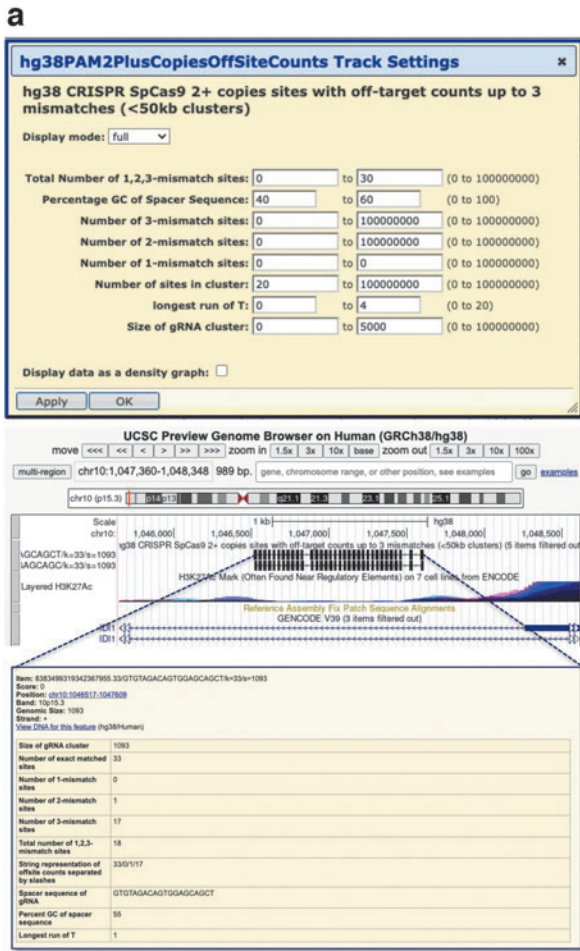 a
hg38PAM2PlusCopiesOffSiteCounts Track Settings
hg38 CRISPR SpCas9 2+ copies sites with off-target counts up to 3
mismatches (<50kb clusters)
Display mode: full
Total Number of 1,2,3-mismatch sites: 0 to 30 (0 to 100000000)
Percentage GC of Spacer Sequence: 40 to 60 (0 to 100)
Number of 3-mismatch sites: 0 to 100000000 (0 to 100000000)
Number of 2-mismatch sites: 0 to 100000000 (0 to 100000000)
Number of 1-mismatch sites: 0 to 0 (0 to 100000000)
Number of sites in cluster: 20 to 100000000 (0 to 100000000)
longest run of T: 0 to 4 (0 to 20)
Size of gRNA cluster: 0 to 5000 (0 to 100000000)
Display data as a density graph:
Apply OK
UCSC Preview Genome Browser on Human (GRCh38/hg38)
move <<< << < > >> >>> zoom in 1.5x 3x 10x base zoom out 1.5x 3x 10x 100x
multi-region chr10:1,047,360-1,048,348 989 bp. gene, chromosome range, or other position, see examples go examples
chr10 (p15.3) p14 p13 q21.1 21.3 23.1 25.1
Scale 1 kb hg38
chr10: 1,046,000 1,046,500 1,047,000 1,047,500 1,048,000 1,048,500
hg38 CRISPR SpCas9 2+ copies sites with off-target counts up to 3 mismatches (<50kb clusters) (5 items filtered out)
AGCAGCT/k=33/s=1093
AAGCAGC/k=33/s=1093
H3K27Ac Mark (Often Found Near Regulatory Elements) on 7 cell lines from ENCODE
Layered H3K27Ac
Reference Assembly Fix Patch Sequence Alignments
GENCODE V39 (3 items filtered out)
IDI1
IDI1
Item: 8383499319342367955.33/GTGTAGACAGTGGAGCAGCT/k=33/s=1093
Score: 0
Position: chr10:1046517-1047609
Band: 10p15.3
Genomic Size: 1093
Strand: +
View DNA for this feature (hg38/Human)
Size of gRNA cluster 1093
Number of exact matched
sites 33
Number of 1-mismatch
sites 0
Number of 2-mismatch
sites 1
Number of 3-mismatch
sites 17
Total number of 1,2,3-
mismatch sites 18
String representation of
offsite counts separated
by slashes 33/0/1/17
Spacer sequence of
gRNA GTGTAGACAGTGGAGCAGCT
Percent GC of spacer
sequence 55
Longest run of T 1